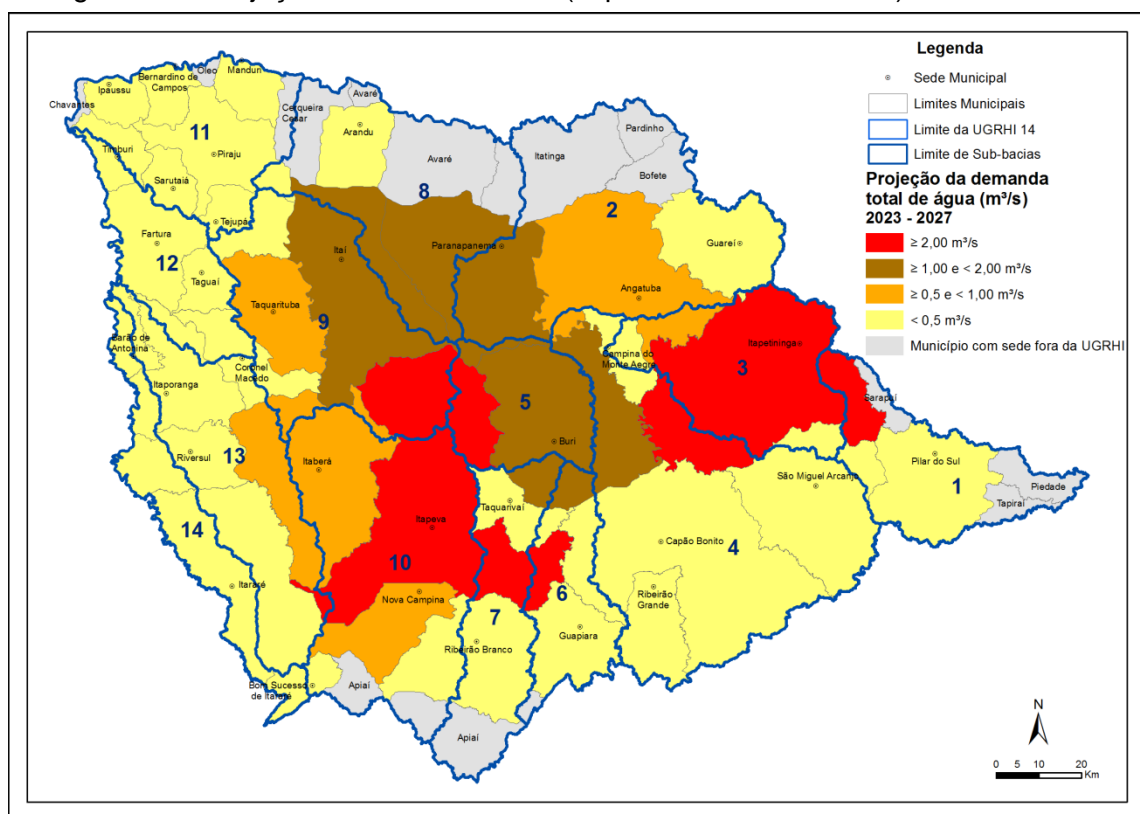 Legenda
Sede Municipal
Limites Municipais
Limite da UGRHI 14
Limite de Sub-bacias
Projeção da demanda
total de água (m³/s)
2023 - 2027
≥ 2,00 m³/s
≥ 1,00 e < 2,00 m³/s
≥ 0,5 e < 1,00 m³/s
< 0,5 m³/s
Município com sede fora da UGRHI
Manduri
Óleo
Bernardino de
Campos
Ipaussu
Chavantes
Cerqueira
Cesar
Avaré
Arandu
11
Piraju
Timburi
Sarutaiá
Tejupá
Avaré
8
Itatinga
Pardinho
Bofete
2
Guareí
Fartura
12
Taguaí
Itaí
Paranapanema
Angatuba
Taquarituba
9
Barão de
Antonina
Coronel
Macedo
Itaporanga
Campina do
Monte Aegre
Itapetininga
3
Sarapuí
5
Buri
Riversul
13
Itaberá
Pilar do Sul
1
Piedade
Tapiraí
São Miguel Arcanjo
Taquarivaí
Itapeva
10
Capão Bonito
4
14
Itararé
Nova Campina
6
Ribeirão
Grande
7
Ribeirão Branco
Guapiara
Bom Sucesso
de Itararé
Apiaí
Apiaí
N
0 5 10 20
Km